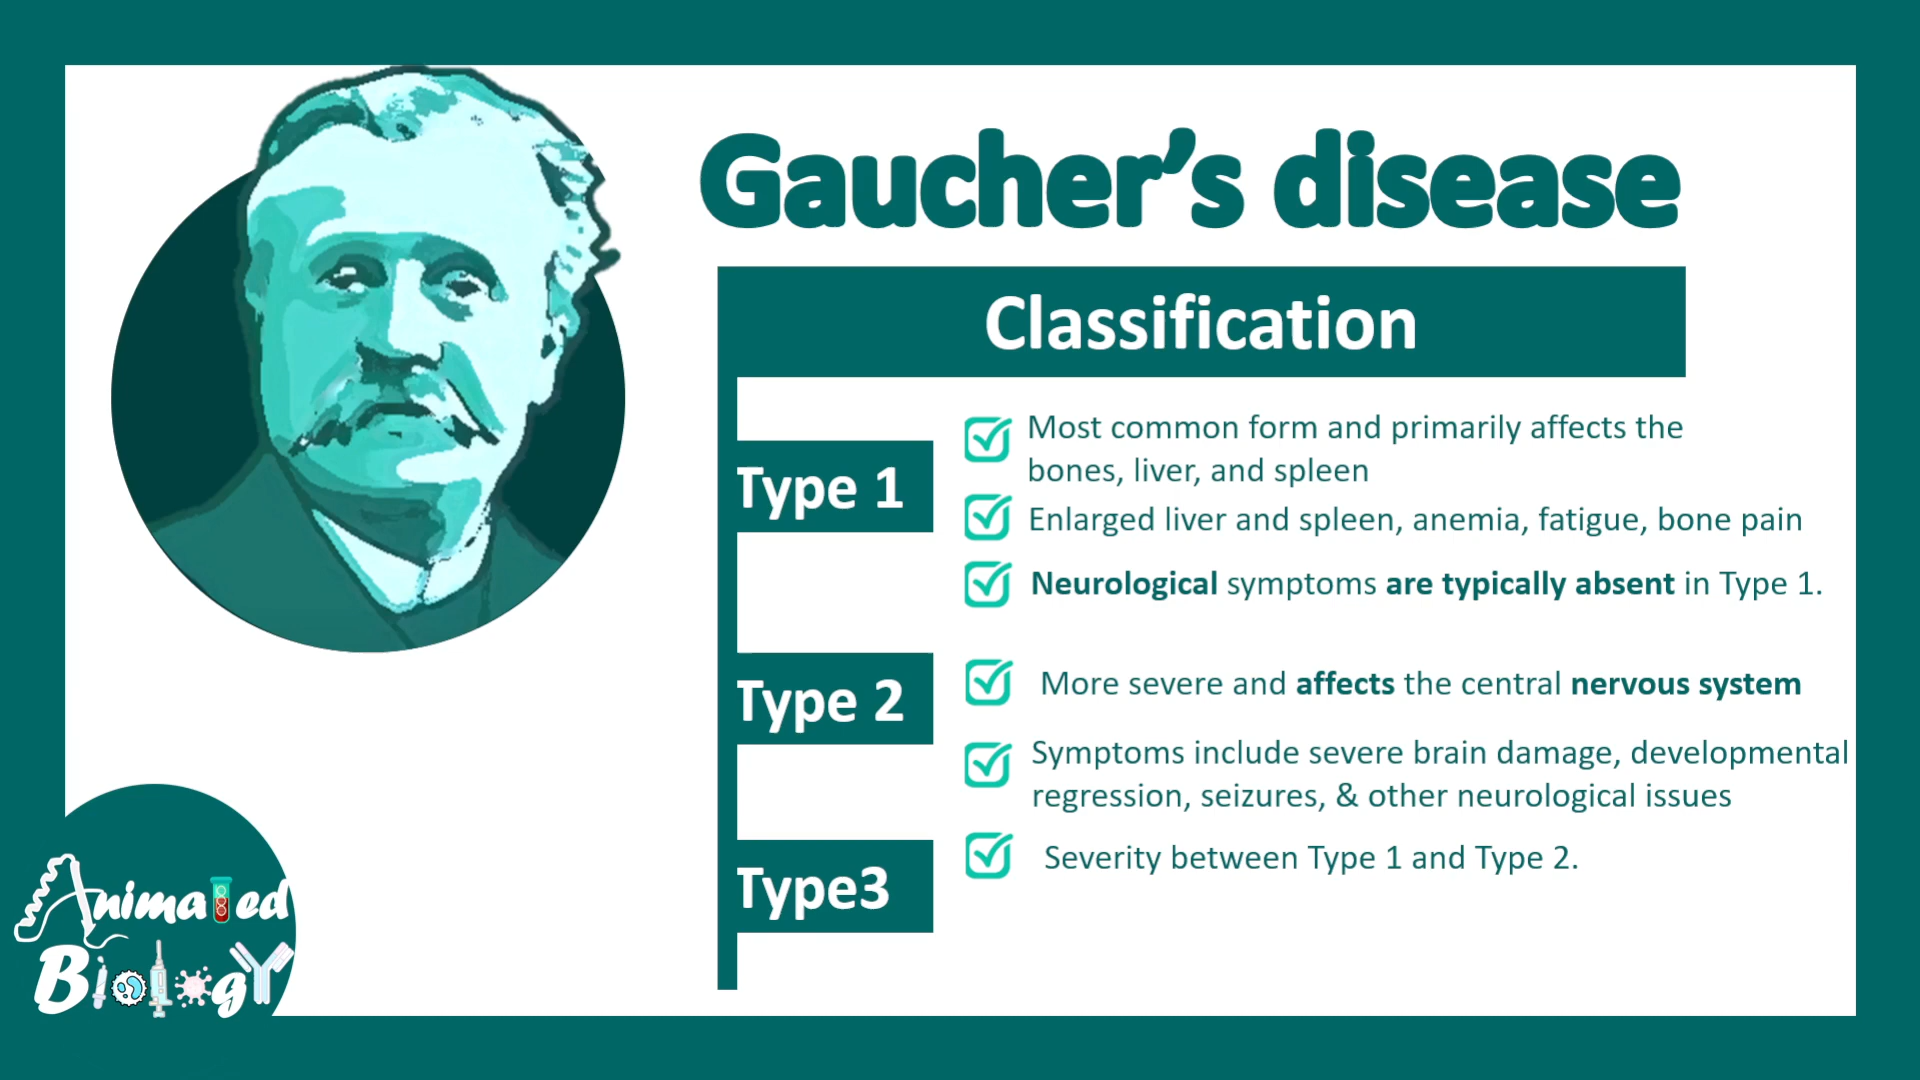 Gaucher's disease
Classification
Type 1
Most common form and primarily affects the
bones, liver, and spleen
Enlarged liver and spleen, anemia, fatigue, bone pain
Neurological symptoms are typically absent in Type 1.
Type 2
More severe and affects the central nervous system
Symptoms include severe brain damage, developmental
regression, seizures, & other neurological issues
Type3
Severity between Type 1 and Type 2.
Animated
Biology